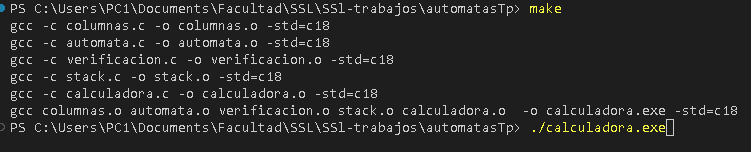 PS C:\Users\PC1\Documents\Facultad\SSL\SSl-trabajos\automatasTp> make
gcc -c columnas.c -o columnas.o -std=c18
gcc -c automata.c -o automata.o -std=c18
gcc -c verificacion.c -o verificacion.o -std=c18
gcc -c stack.c -o stack.o -std=c18
gcc -c calculadora.c -o calculadora.o -std=c18
gcc columnas.o automata.o verificacion.o stack.o calculadora.o  -o calculadora.exe -std=c18
PS C:\Users\PC1\Documents\Facultad\SSL\SSl-trabajos\automatasTp> ./calculadora.exe